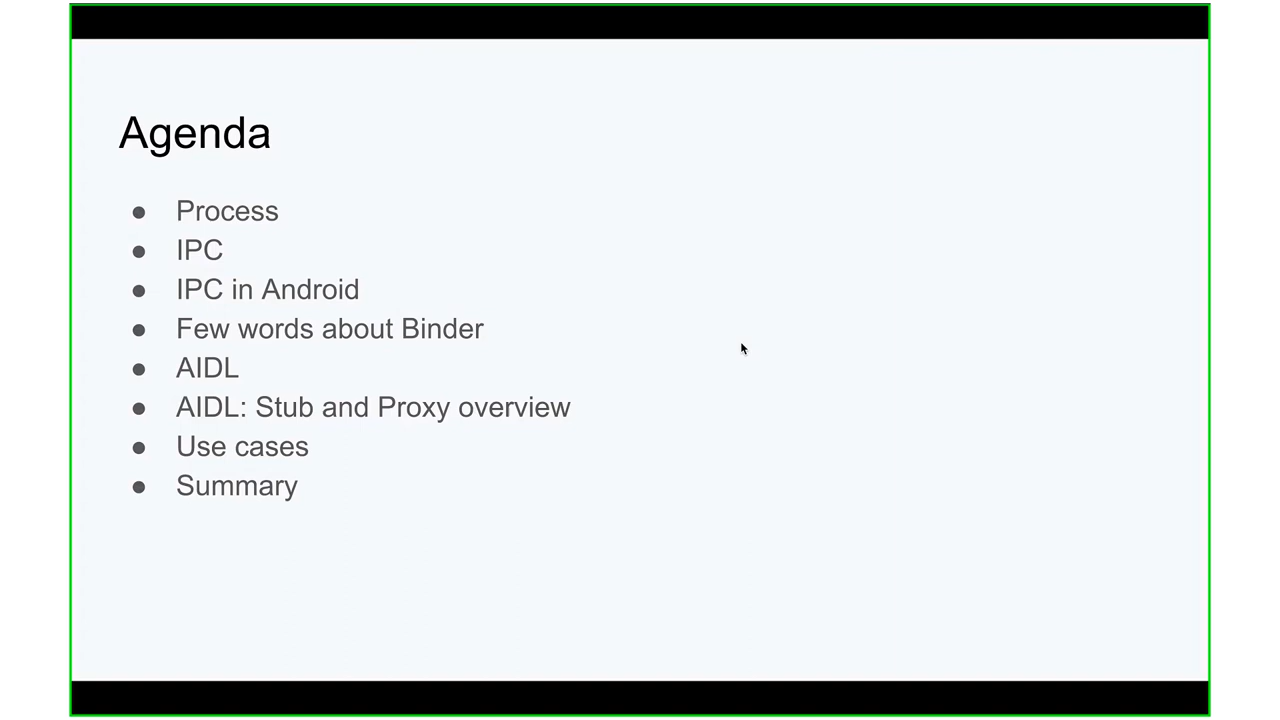 Agenda
● Process
● IPC
● IPC in Android
● Few words about Binder
● AIDL
● AIDL: Stub and Proxy overview
● Use cases
● Summary